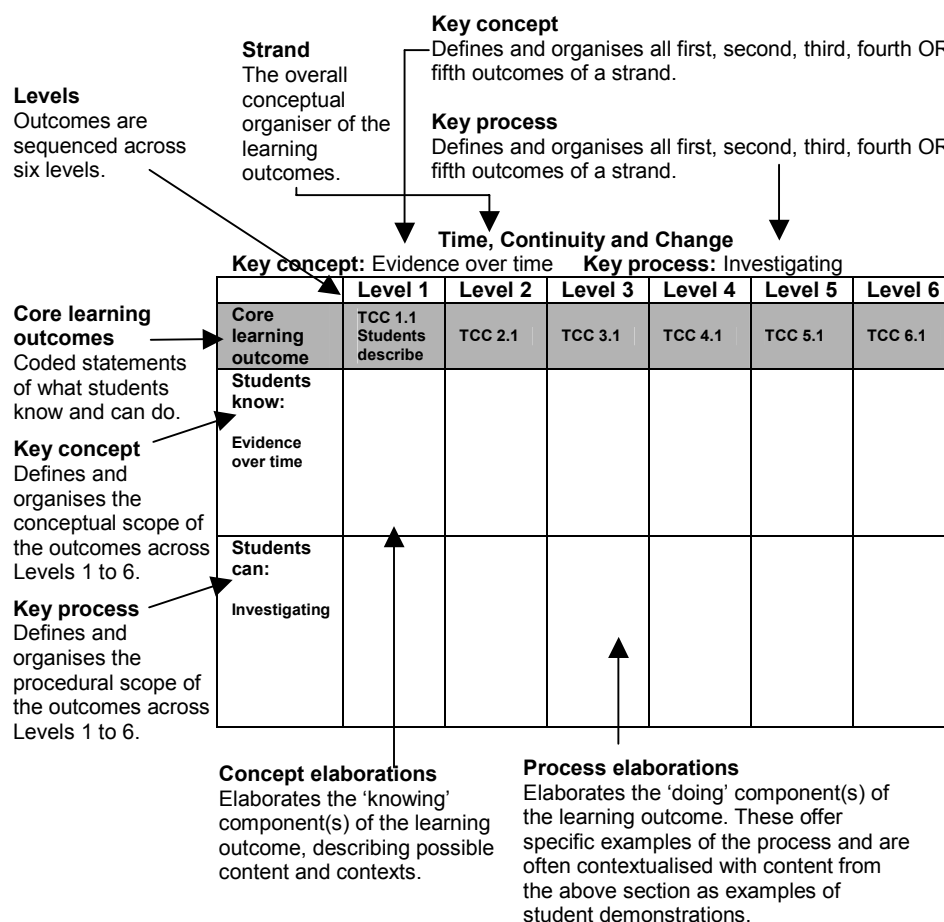 Key concept
Defines and organises all first, second, third, fourth OR
fifth outcomes of a strand.
Strand
The overall
conceptual
organiser of the
learning
outcomes.
Key process
Defines and organises all first, second, third, fourth OR
fifth outcomes of a strand.
Levels
Outcomes are
sequenced across
six levels.
Time, Continuity and Change
Key concept: Evidence over time Key process: Investigating
Level 1 Level 2 Level 3 Level 4 Level 5 Level 6
Core learning
outcomes
Coded statements
of what students
know and can do.
Core
learning
outcome
TCC 1.1
Students
describe
TCC 2.1
TCC 3.1
TCC 4.1
TCC 5.1
TCC 6.1
Students
know:
Evidence
over time
Key concept
Defines and
organises the
conceptual scope of
the outcomes across
Levels 1 to 6.
Students
can:
Investigating
Key process
Defines and
organises the
procedural scope of
the outcomes across
Levels 1 to 6.
Concept elaborations
Elaborates the ‘knowing’
component(s) of the learning
outcome, describing possible
content and contexts.
Process elaborations
Elaborates the ‘doing’ component(s) of
the learning outcome. These offer
specific examples of the process and are
often contextualised with content from
the above section as examples of
student demonstrations.